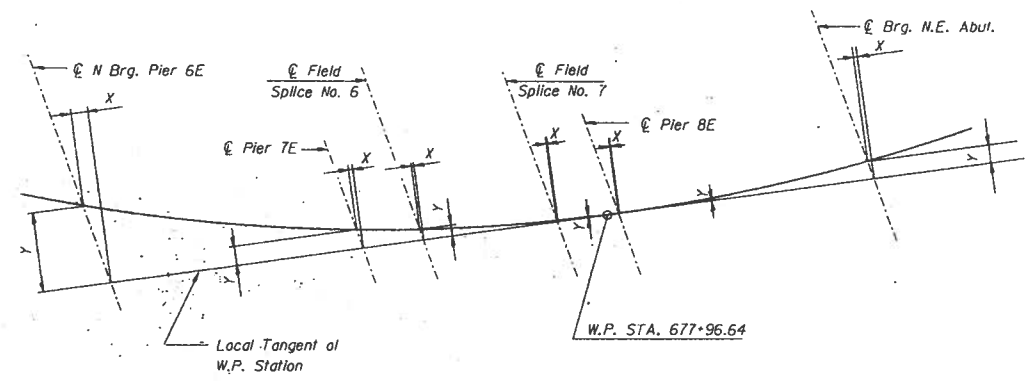 ℄ Brg. N.E. Abut.
℄ N Brg. Pier 6E
℄ Field
Splice No. 6
℄ Field
Splice No. 7
X
X
℄ Pier 8E
℄ Pier 7E
X
X
X
X
Y
Y
Y
Y
Y
Y
W.P. STA. 677+96.64
Local Tangent at
W.P. Station